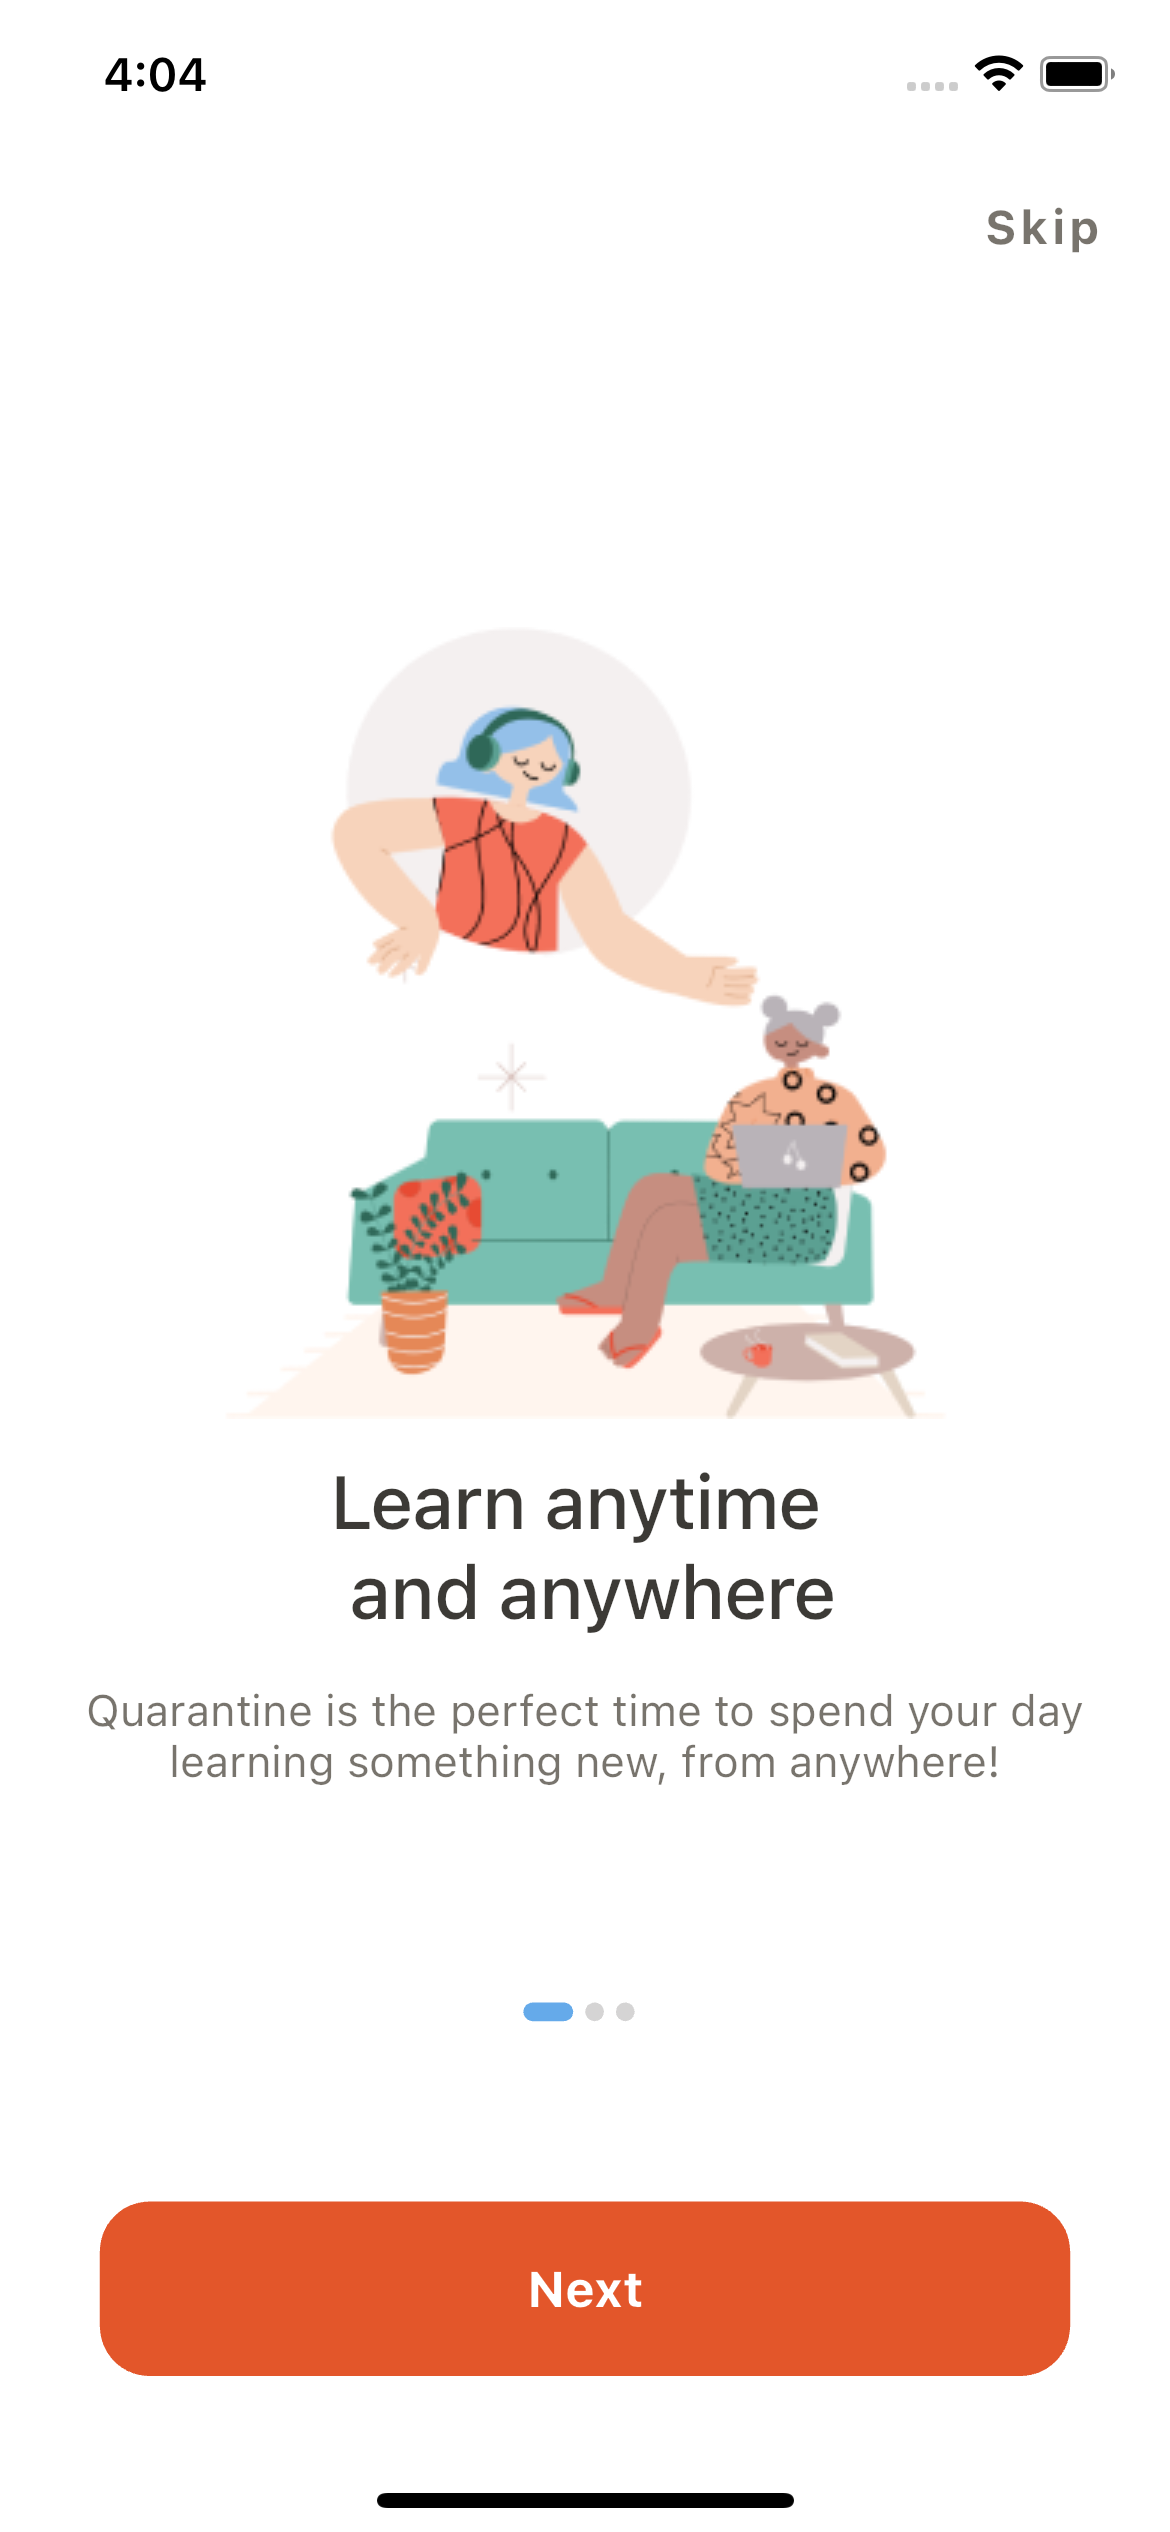 4:04
Skip
Learn anytime
and anywhere
Quarantine is the perfect time to spend your day
learning something new, from anywhere!
Next